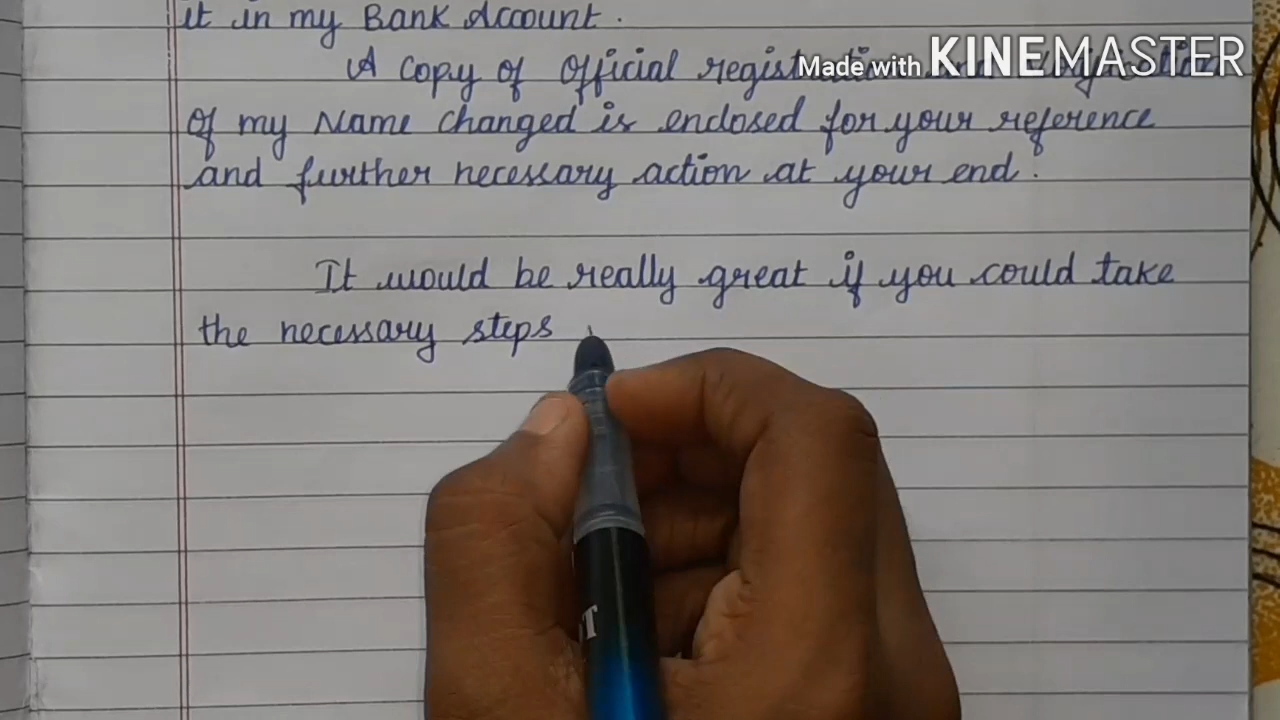 it in my Bank Account.
A copy of official
Made with KINEMASTER
of my Name changed is enclosed for your reference
and further necessary action at your end.
It would be really great if you could take
the necessary steps